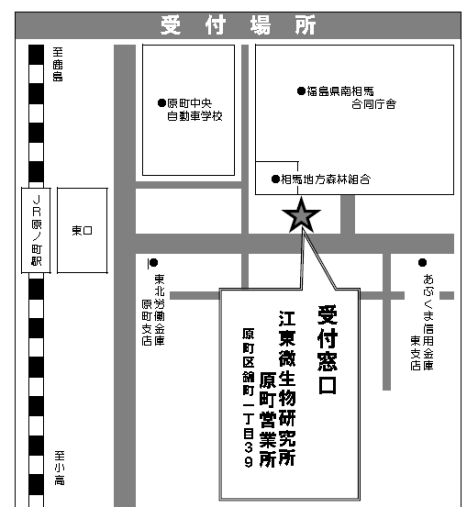 受付場所
至鹿島
●原町中央
自動車学校
●福島県南相馬
合同庁舎
●相馬地方森林組合
JR原ノ町駅
東口
●東北労働金庫
原町支店
●あぶくま信用金庫
東支店
受付窓口
江東微生物研究所
原町営業所
原町区錦町一丁目39
至小高